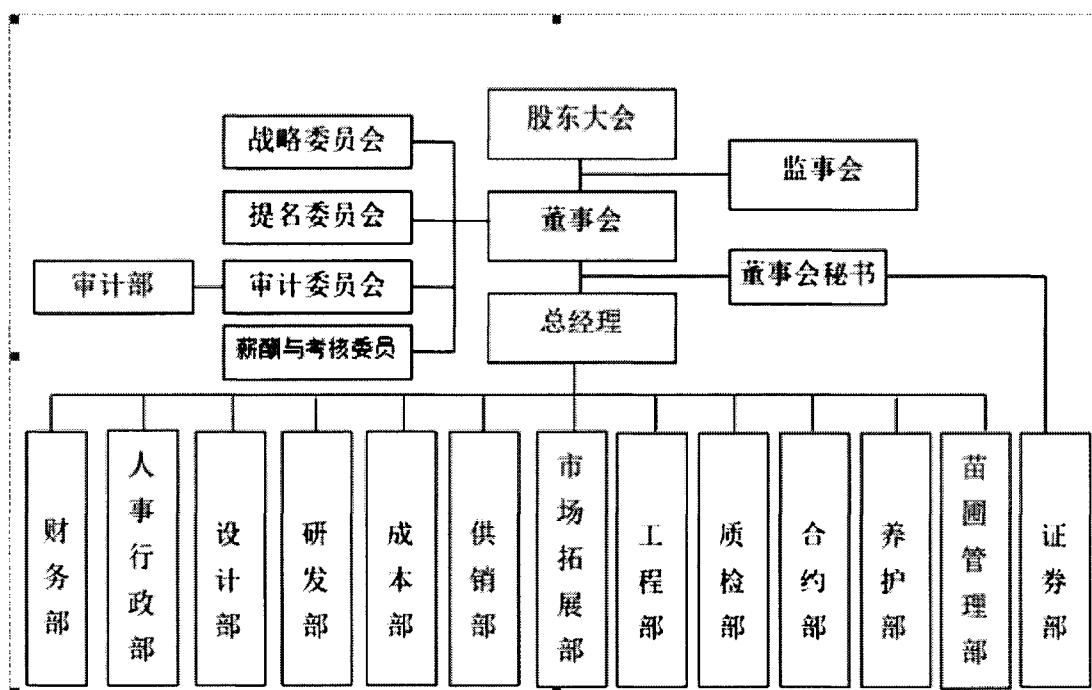 股东大会
战略委员会
监事会
提名委员会
董事会
审计部
审计委员会
董事会秘书
总经理
薪酬与考核委员
财务部
人事行政部
设计部
研发部
成本部
供销部
市场拓展部
工程部
质检部
合约部
养护部
苗圃管理部
证券部